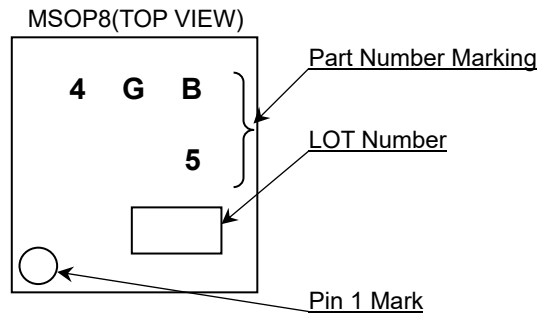 MSOP8(TOP VIEW)
Part Number Marking
4 G B
LOT Number
5
Pin 1 Mark